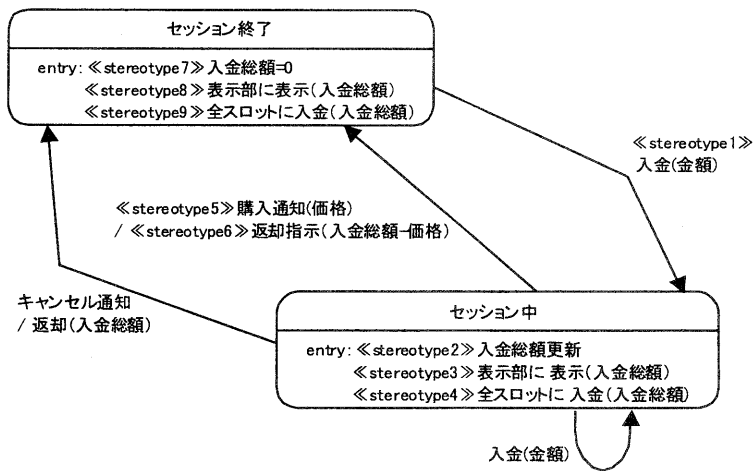 セッション終了
entry: ≪stereotype7≫入金総額=0
≪stereotype8≫表示部に表示(入金総額)
≪stereotype9≫全スロットに入金(入金総額)
≪stereotype1≫
入金(金額)
≪stereotype5≫購入通知(価格)
/ ≪stereotype6≫返却指示(入金総額-価格)
キャンセル通知
/ 返却(入金総額)
セッション中
entry: ≪stereotype2≫入金総額更新
≪stereotype3≫表示部に 表示(入金総額)
≪stereotype4≫全スロットに 入金(入金総額)
入金(金額)